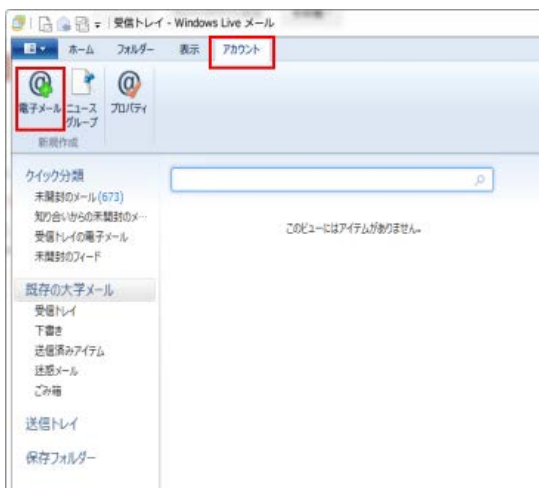 受信トレイ - Windows Live メール
ホーム フォルダー 表示 アカウント
電子メール ニュース グループ プロパティ
新規作成
クイック分類
未開封のメール (673)
知り合いからの未開封のメ…
受信トレイの電子メール
未開封のフィード
このビューにはアイテムがありません。
既存の大学メール
受信トレイ
下書き
送信済みアイテム
迷惑メール
ごみ箱
送信トレイ
保存フォルダー